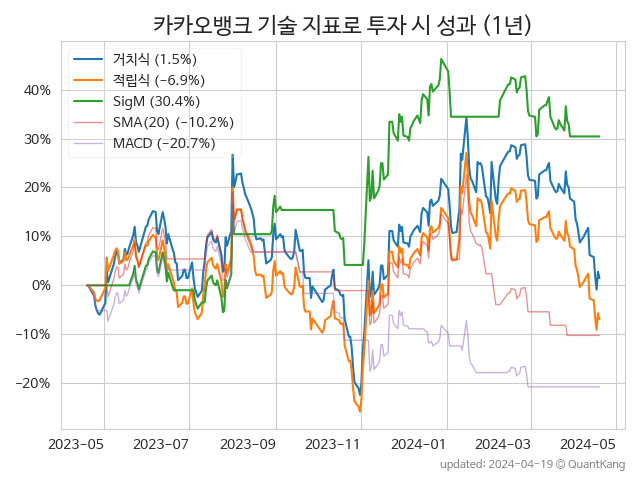 카카오뱅크 기술 지표로 투자 시 성과 (1년)
거치식 (1.5%)
적립식 (−6.9%)
SigM (30.4%)
SMA(20) (−10.2%)
MACD (−20.7%)
40%
30%
20%
10%
0%
−10%
−20%
2023−05 2023−07 2023−09 2023−11 2024−01 2024−03 2024−05
updated: 2024−04−19 © QuantKang